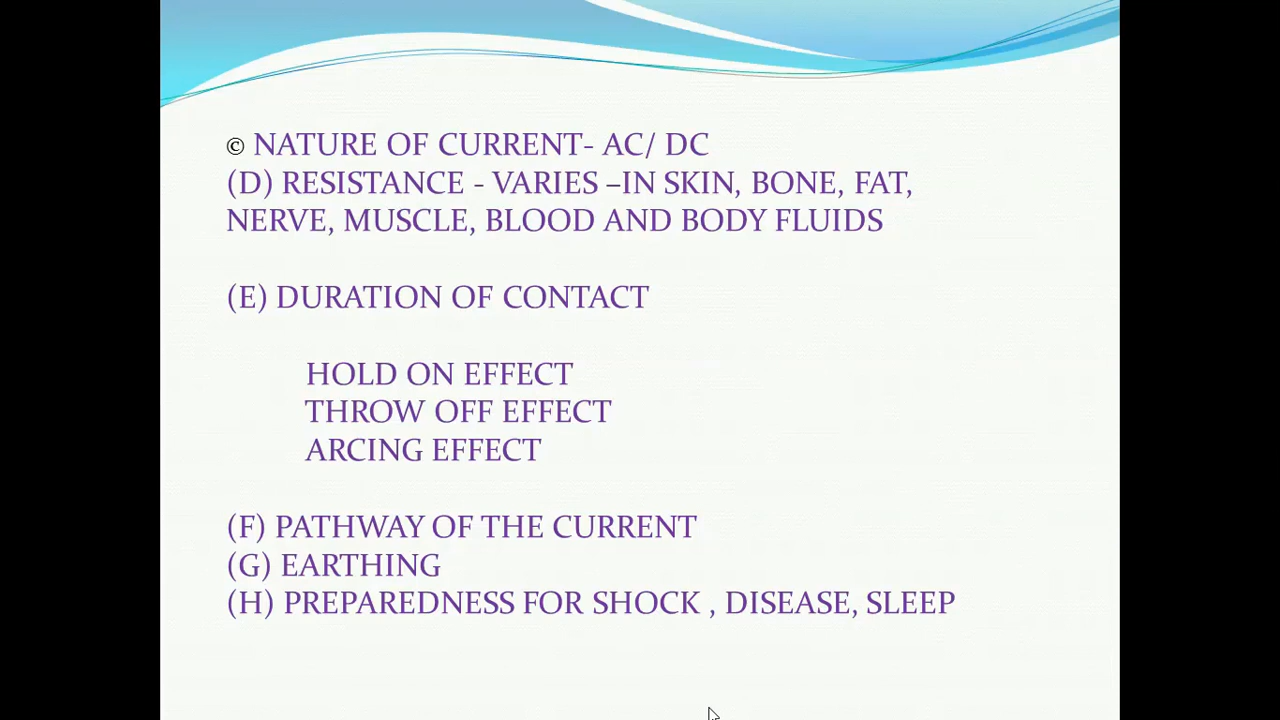 © NATURE OF CURRENT- AC/ DC
(D) RESISTANCE - VARIES –IN SKIN, BONE, FAT,
NERVE, MUSCLE, BLOOD AND BODY FLUIDS
(E) DURATION OF CONTACT
HOLD ON EFFECT
THROW OFF EFFECT
ARCING EFFECT
(F) PATHWAY OF THE CURRENT
(G) EARTHING
(H) PREPAREDNESS FOR SHOCK , DISEASE, SLEEP